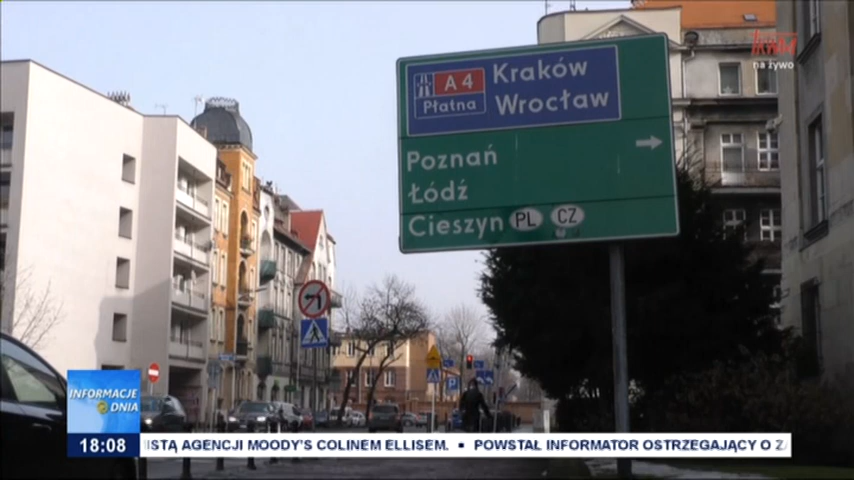 TRWAM
na żywo
A4
Kraków
Płatna
Wrocław
Poznań
Łódź
Cieszyn PL CZ
P
INFORMACJE
DNIA
18:08
ISTĄ AGENCJI MOODY'S COLINEM ELLISEM. ▪ POWSTAŁ INFORMATOR OSTRZEGAJĄCY O